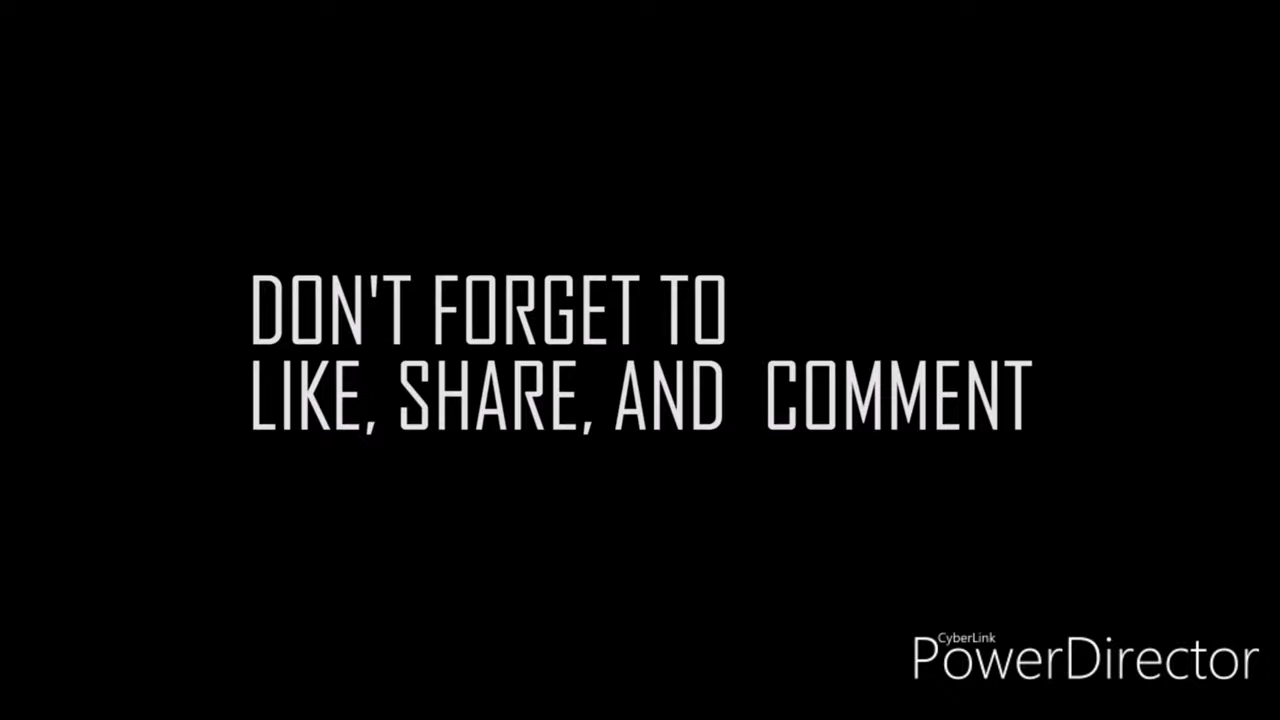 DON'T FORGET TO
LIKE, SHARE, AND  COMMENT
CyberLink
PowerDirector